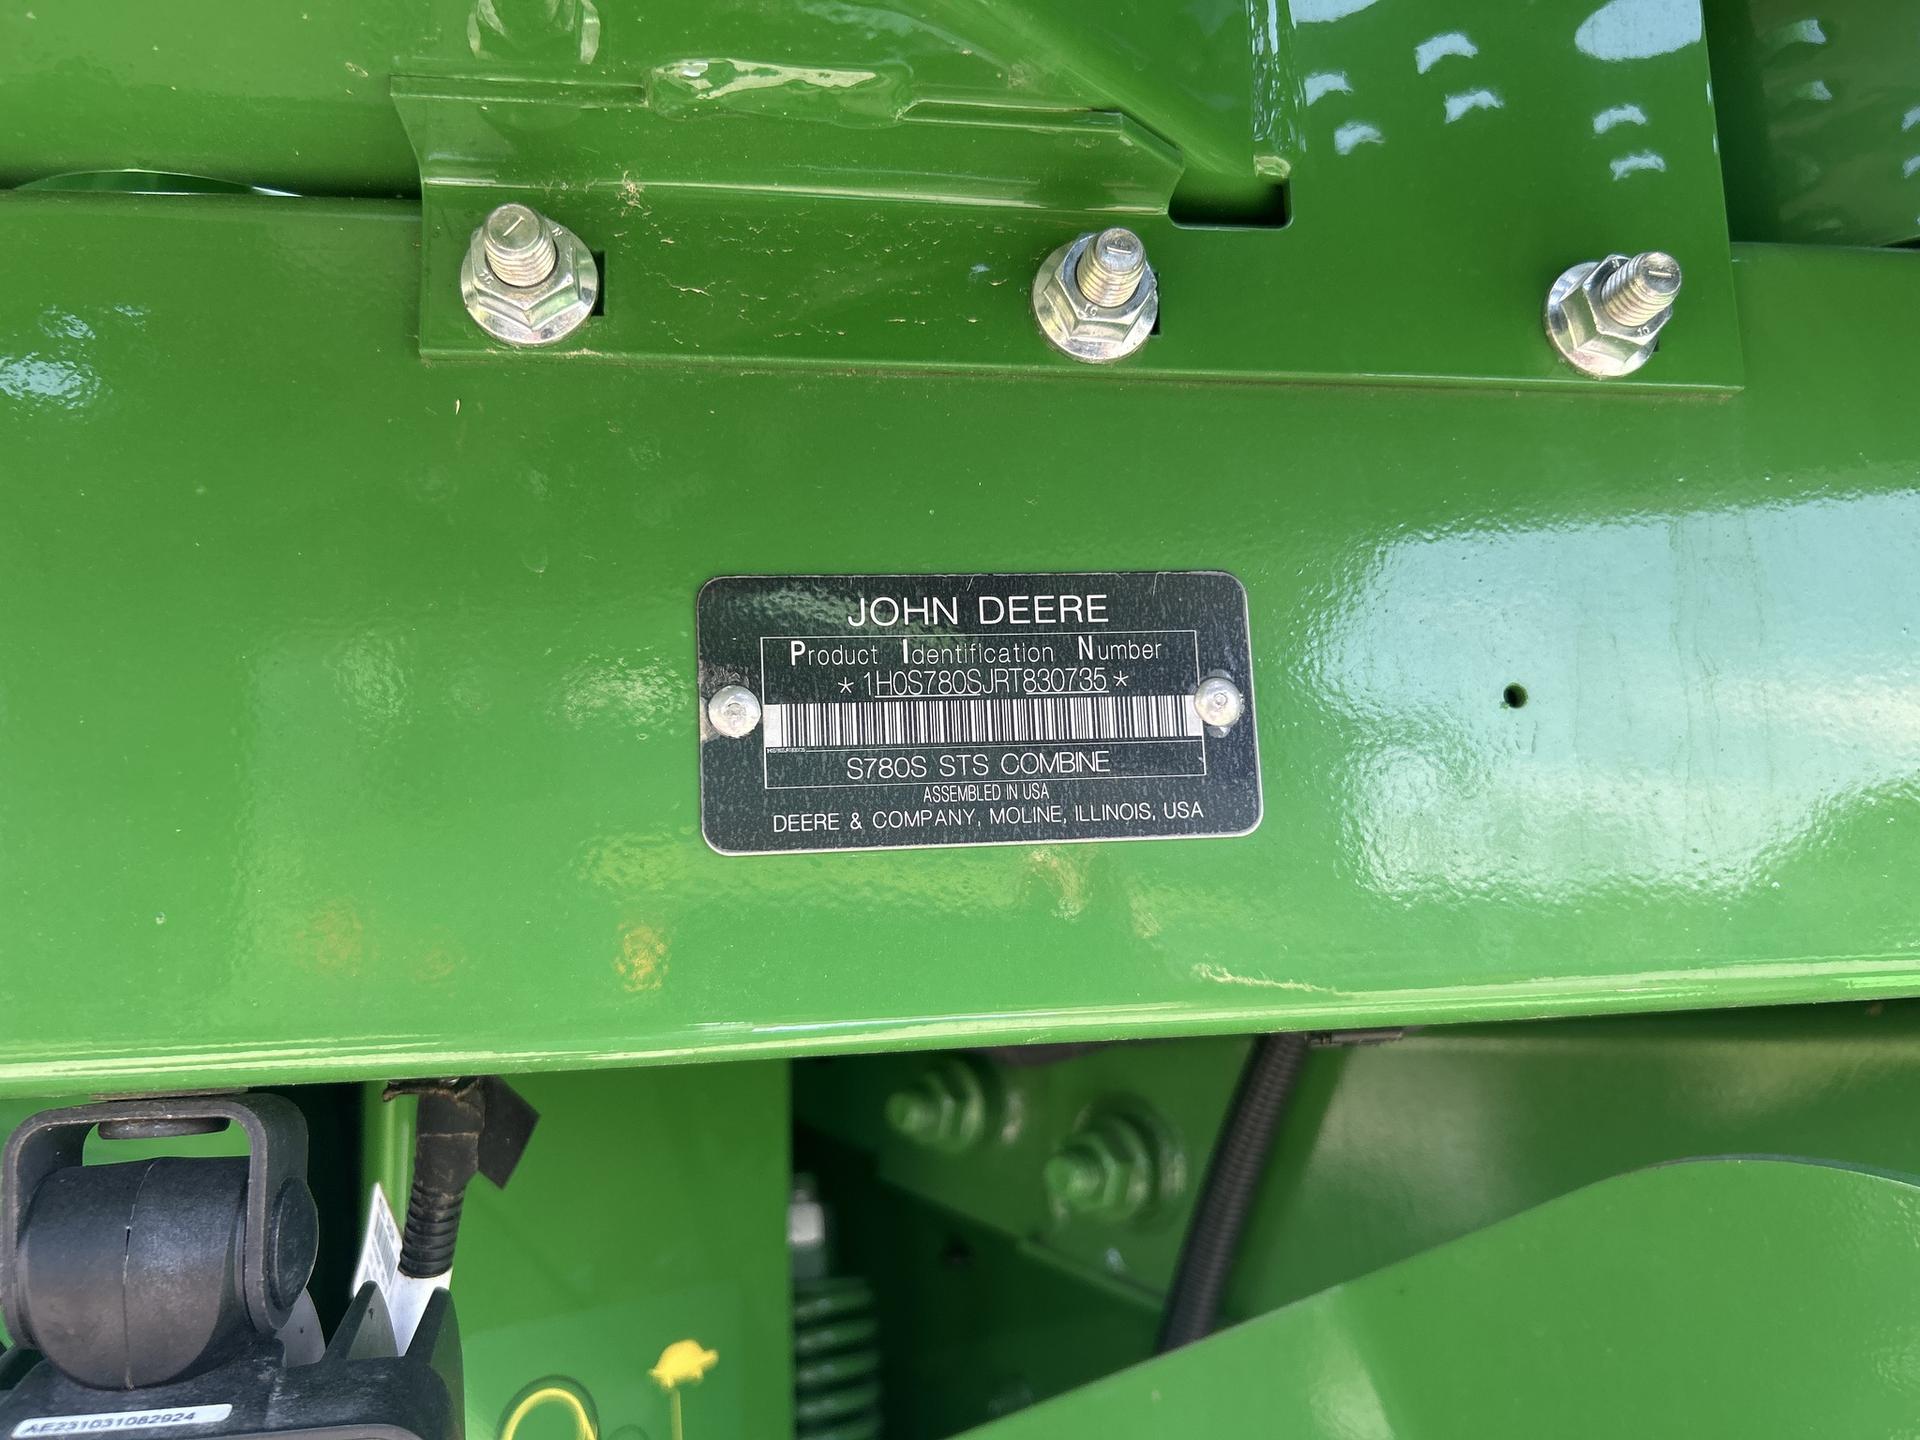 JOHN DEERE
Product Identification Number
*1H0S780SJRT830735*
S780S STS COMBINE
ASSEMBLED IN USA
DEERE & COMPANY, MOLINE, ILLINOIS, USA
AE231031082924